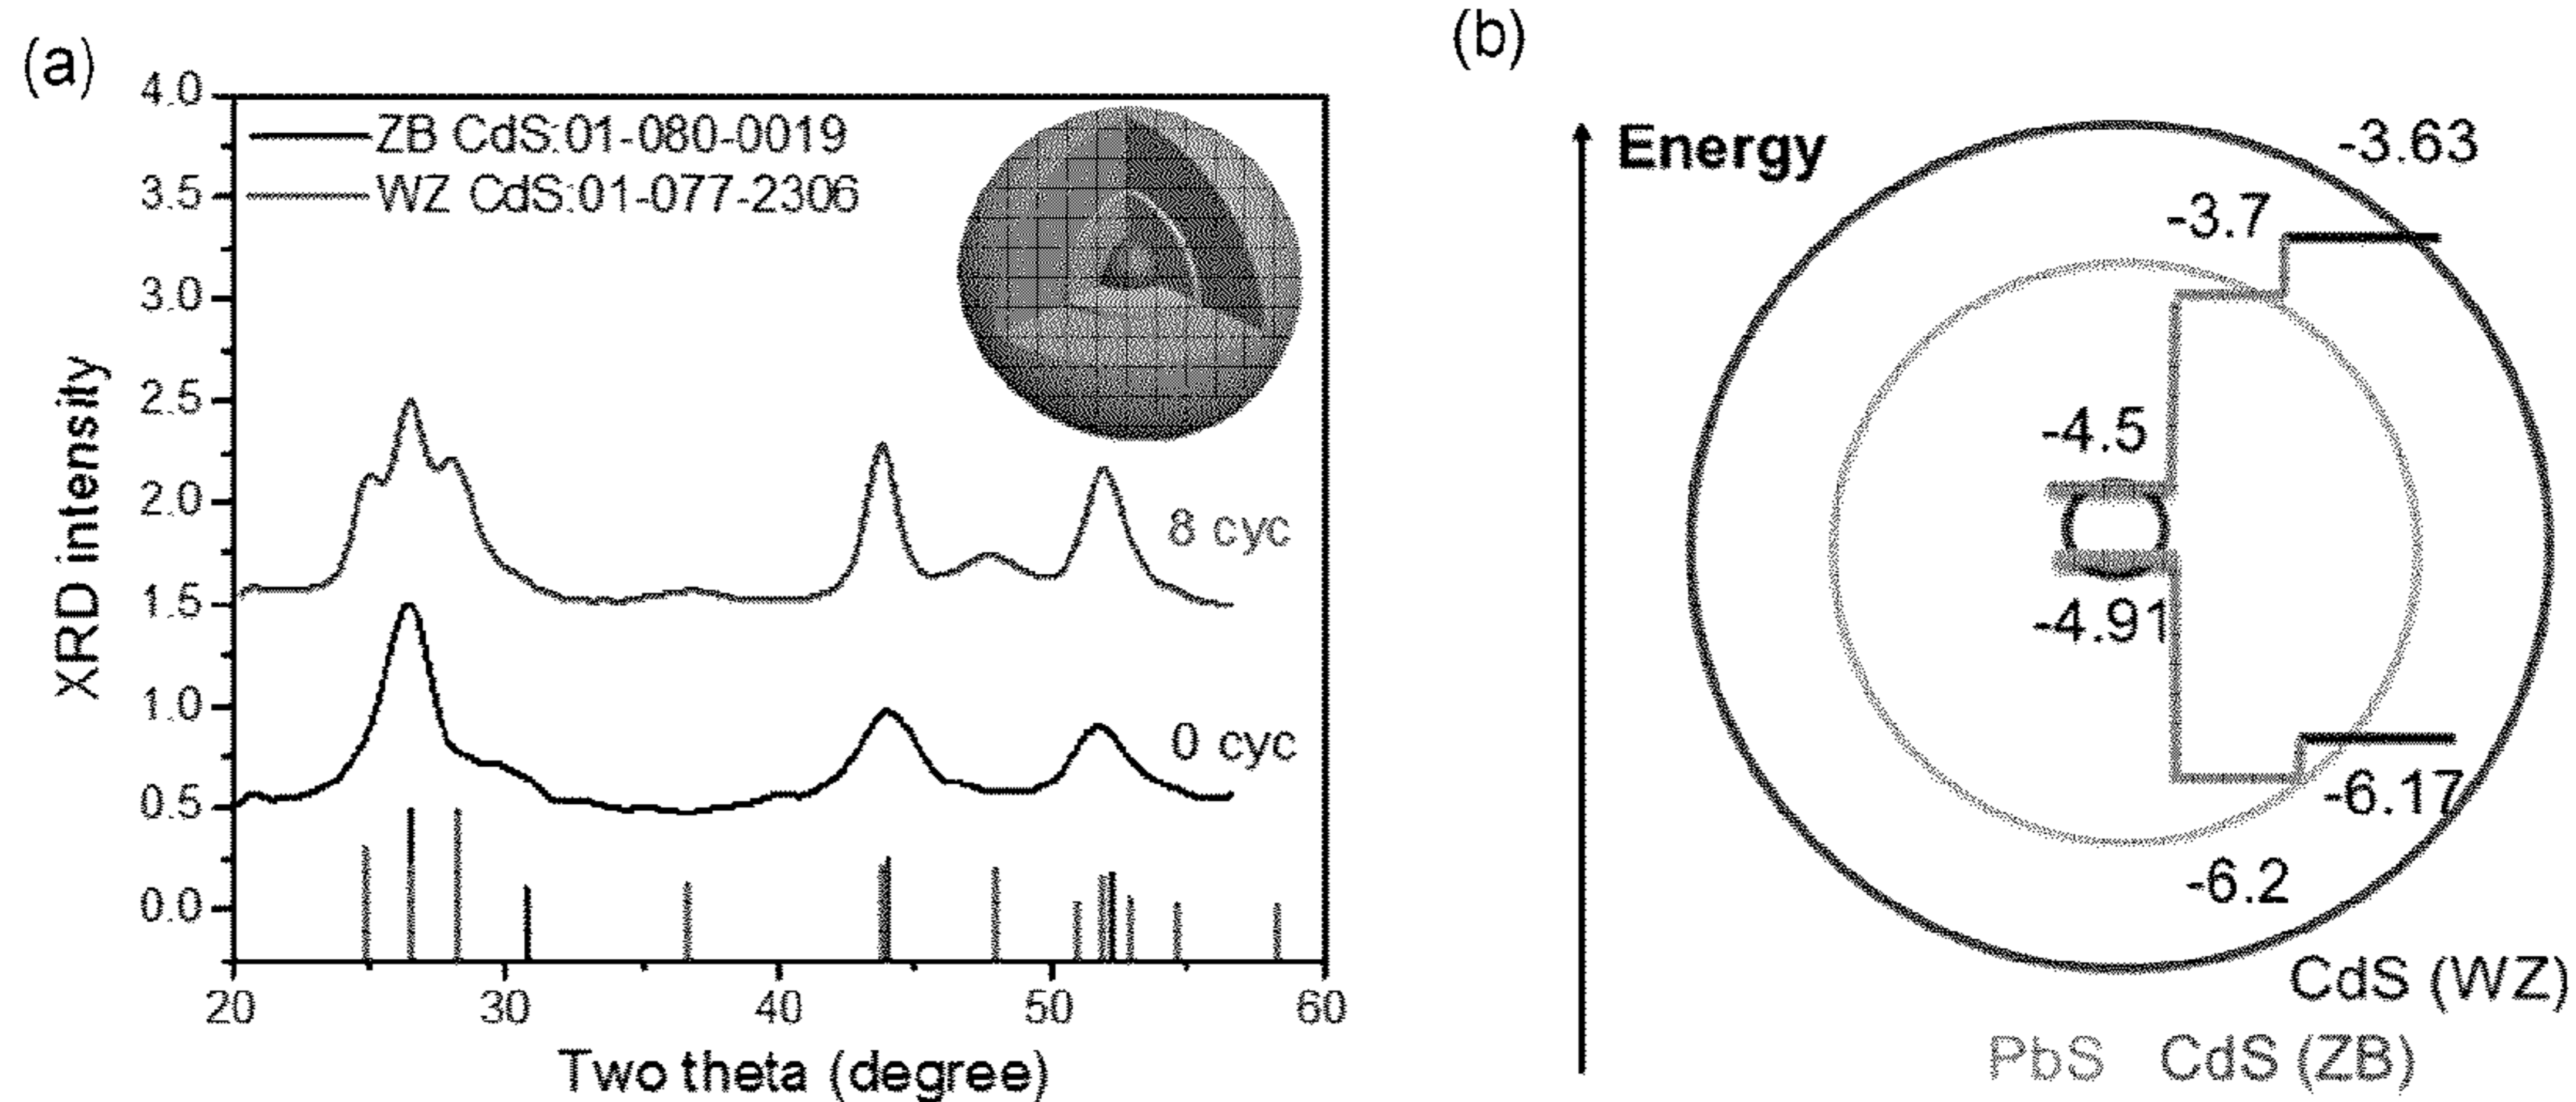 (a)
4.0
3.5
3.0
2.5
2.0
1.5
1.0
0.5
0.0
XRD intensity
ZB CdS:01-080-0019
WZ CdS:01-077-2306
8 cyc
0 cyc
20 30 40 50 60
Two theta (degree)
(b)
Energy
-3.63
-3.7
-4.5
-4.91
-6.17
-6.2
CdS (WZ)
PbS CdS (ZB)